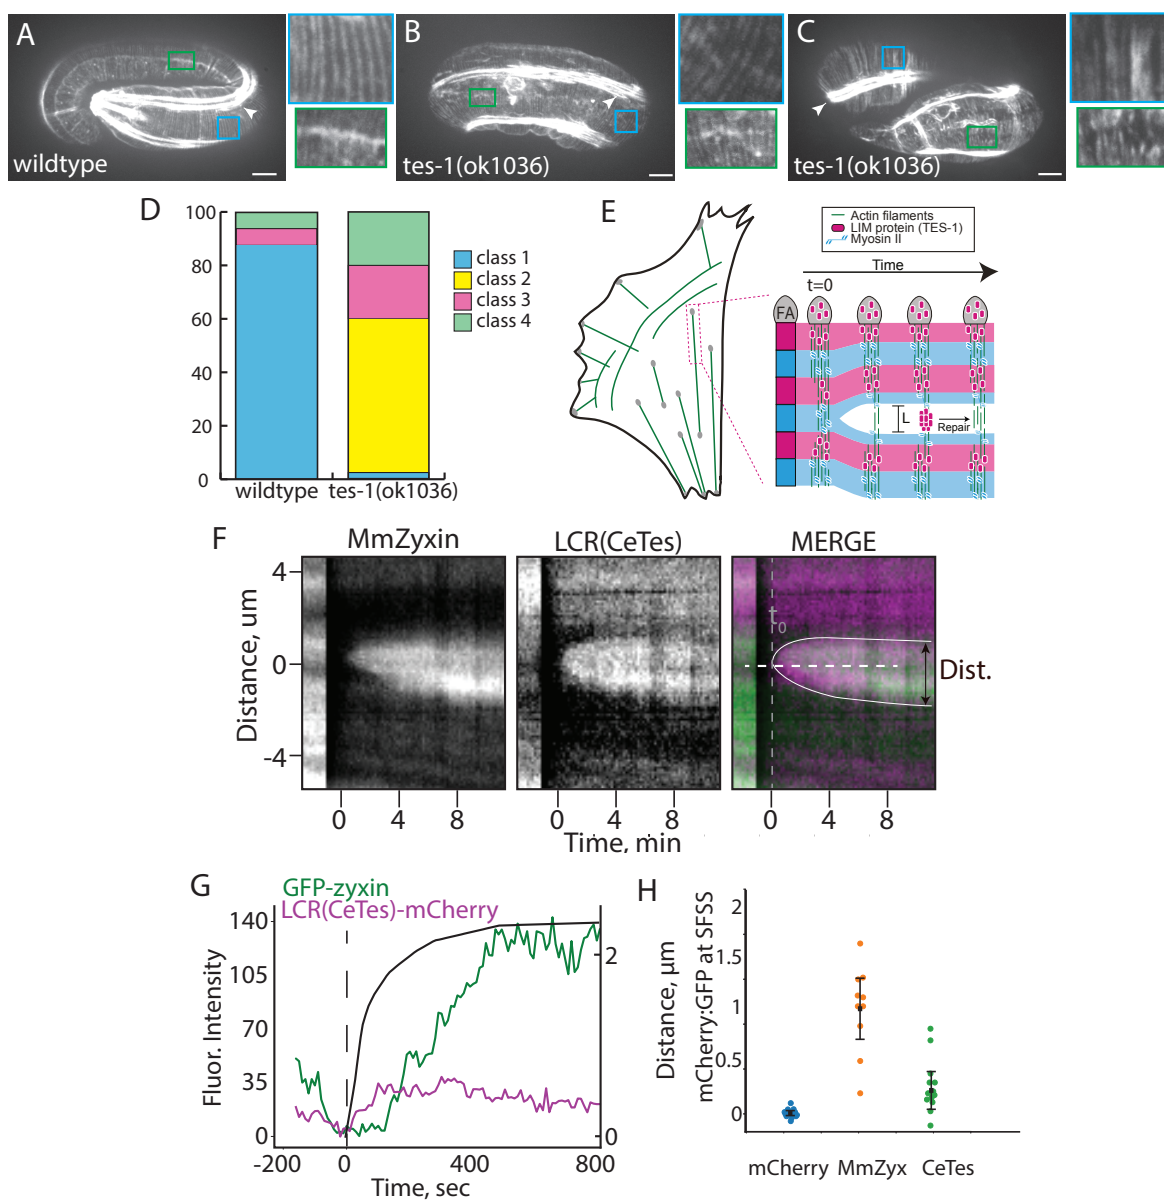 A
wildtype
B
tes-1(ok1036)
C
tes-1(ok1036)
D
100
80
60
40
20
0
wildtype
tes-1(ok1036)
class 1
class 2
class 3
class 4
E
Actin filaments
LIM protein (TES-1)
Myosin II
Time
t=0
FA
L
Repair
F
MmZyxin
LCR(CeTes)
MERGE
Distance, um
4
0
-4
t0
Dist.
0 4 8
0 4 8
0 4 8
Time, min
G
GFP-zyxin
LCR(CeTes)-mCherry
Fluor. Intensity
140
105
70
35
0
2
0
-200 0 400 800
Time, sec
Distance, μm
H
mCherry:GFP at SFSS
2
1.5
1
0.5
0
mCherry MmZyx CeTes